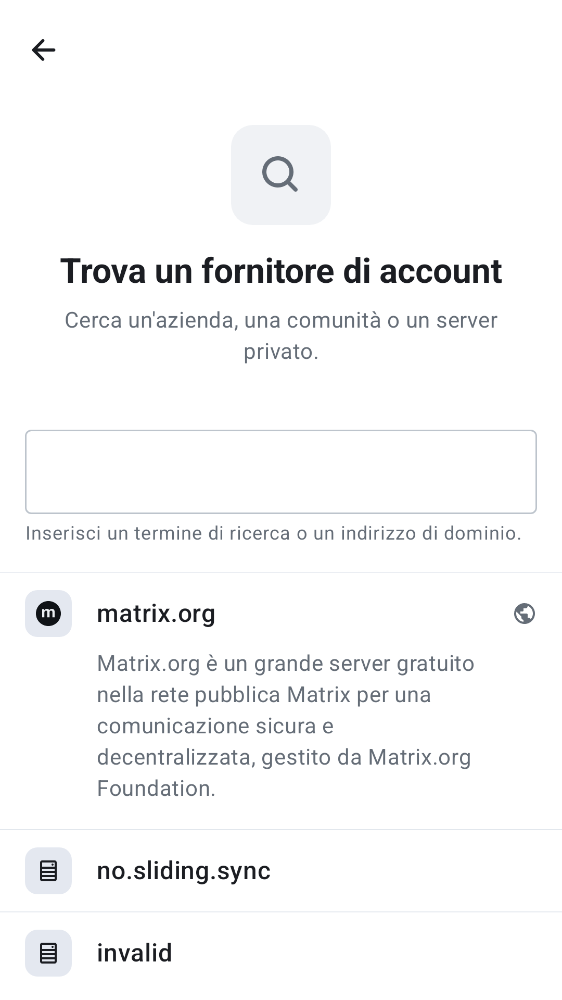 Trova un fornitore di account
Cerca un'azienda, una comunità o un server
privato.
Inserisci un termine di ricerca o un indirizzo di dominio.
m
matrix.org
Matrix.org è un grande server gratuito
nella rete pubblica Matrix per una
comunicazione sicura e
decentralizzata, gestito da Matrix.org
Foundation.
no.sliding.sync
invalid